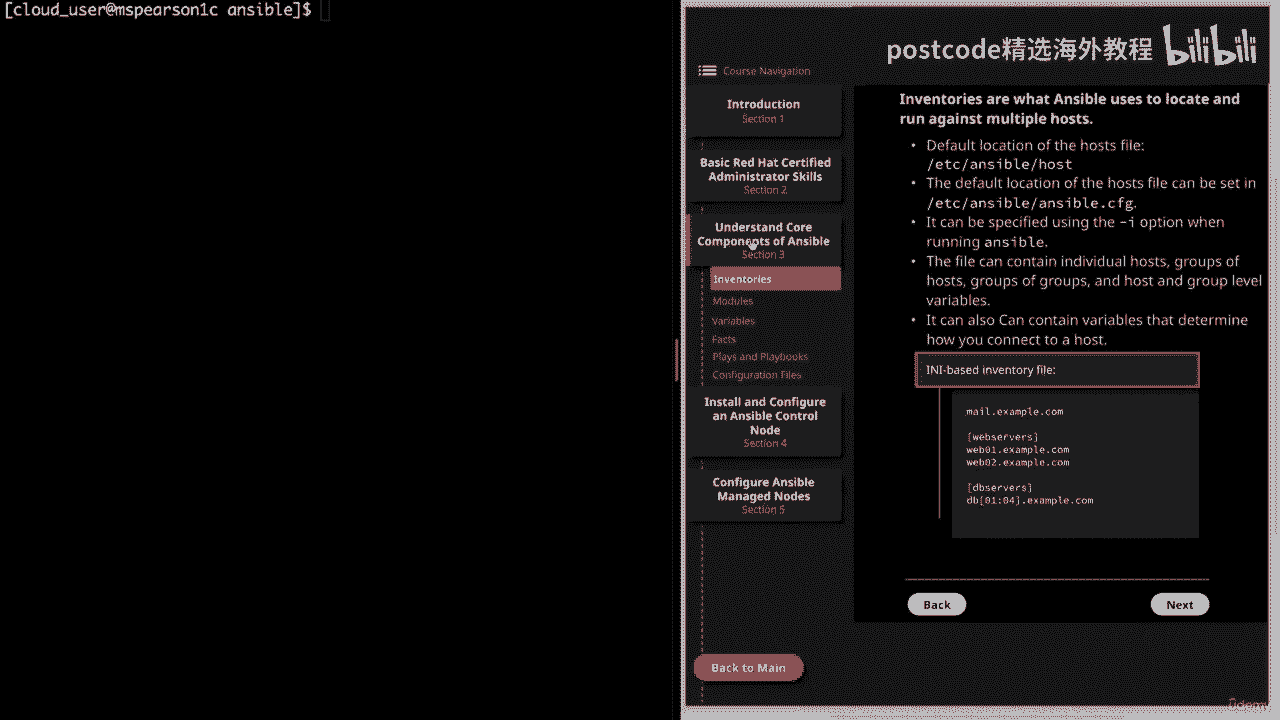 [cloud_user@mspearson1c ansible]$
postcode精选海外教程 bilibili
Course Navigation
Introduction
Section 1
Basic Red Hat Certified
Administrator Skills
Section 2
Understand Core
Components of Ansible
Section 3
Inventories
Modules
Variables
Facts
Plays and Playbooks
Configuration Files
Install and Configure
an Ansible Control
Node
Section 4
Configure Ansible
Managed Nodes
Section 5
Back to Main
Inventories are what Ansible uses to locate and
run against multiple hosts.
• Default location of the hosts file:
/etc/ansible/host
• The default location of the hosts file can be set in
/etc/ansible/ansible.cfg.
• It can be specified using the -i option when
running ansible.
• The file can contain individual hosts, groups of
hosts, groups of groups, and host and group level
variables.
• It can also Can contain variables that determine
how you connect to a host.
INI-based inventory file:
mail.example.com
[webservers]
web01.example.com
web02.example.com
[dbservers]
db[01:04].example.com
Back
Next
Udemy